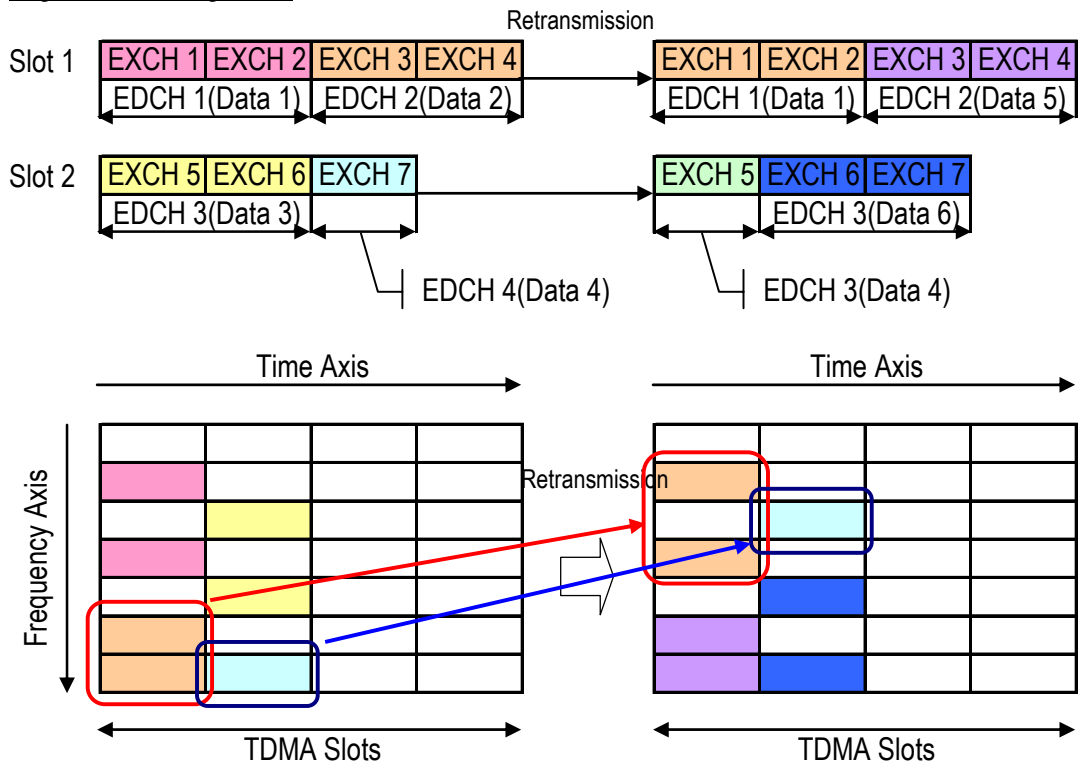 Retransmission
Slot 1 EXCH 1 EXCH 2 EXCH 3 EXCH 4 EXCH 1 EXCH 2 EXCH 3 EXCH 4
EDCH 1(Data 1) EDCH 2(Data 2) EDCH 1(Data 1) EDCH 2(Data 5)
Slot 2 EXCH 5 EXCH 6 EXCH 7 EXCH 5 EXCH 6 EXCH 7
EDCH 3(Data 3) EDCH 3(Data 6)
EDCH 4(Data 4) EDCH 3(Data 4)
Time Axis Time Axis
Frequency Axis
Retransmission
TDMA Slots TDMA Slots